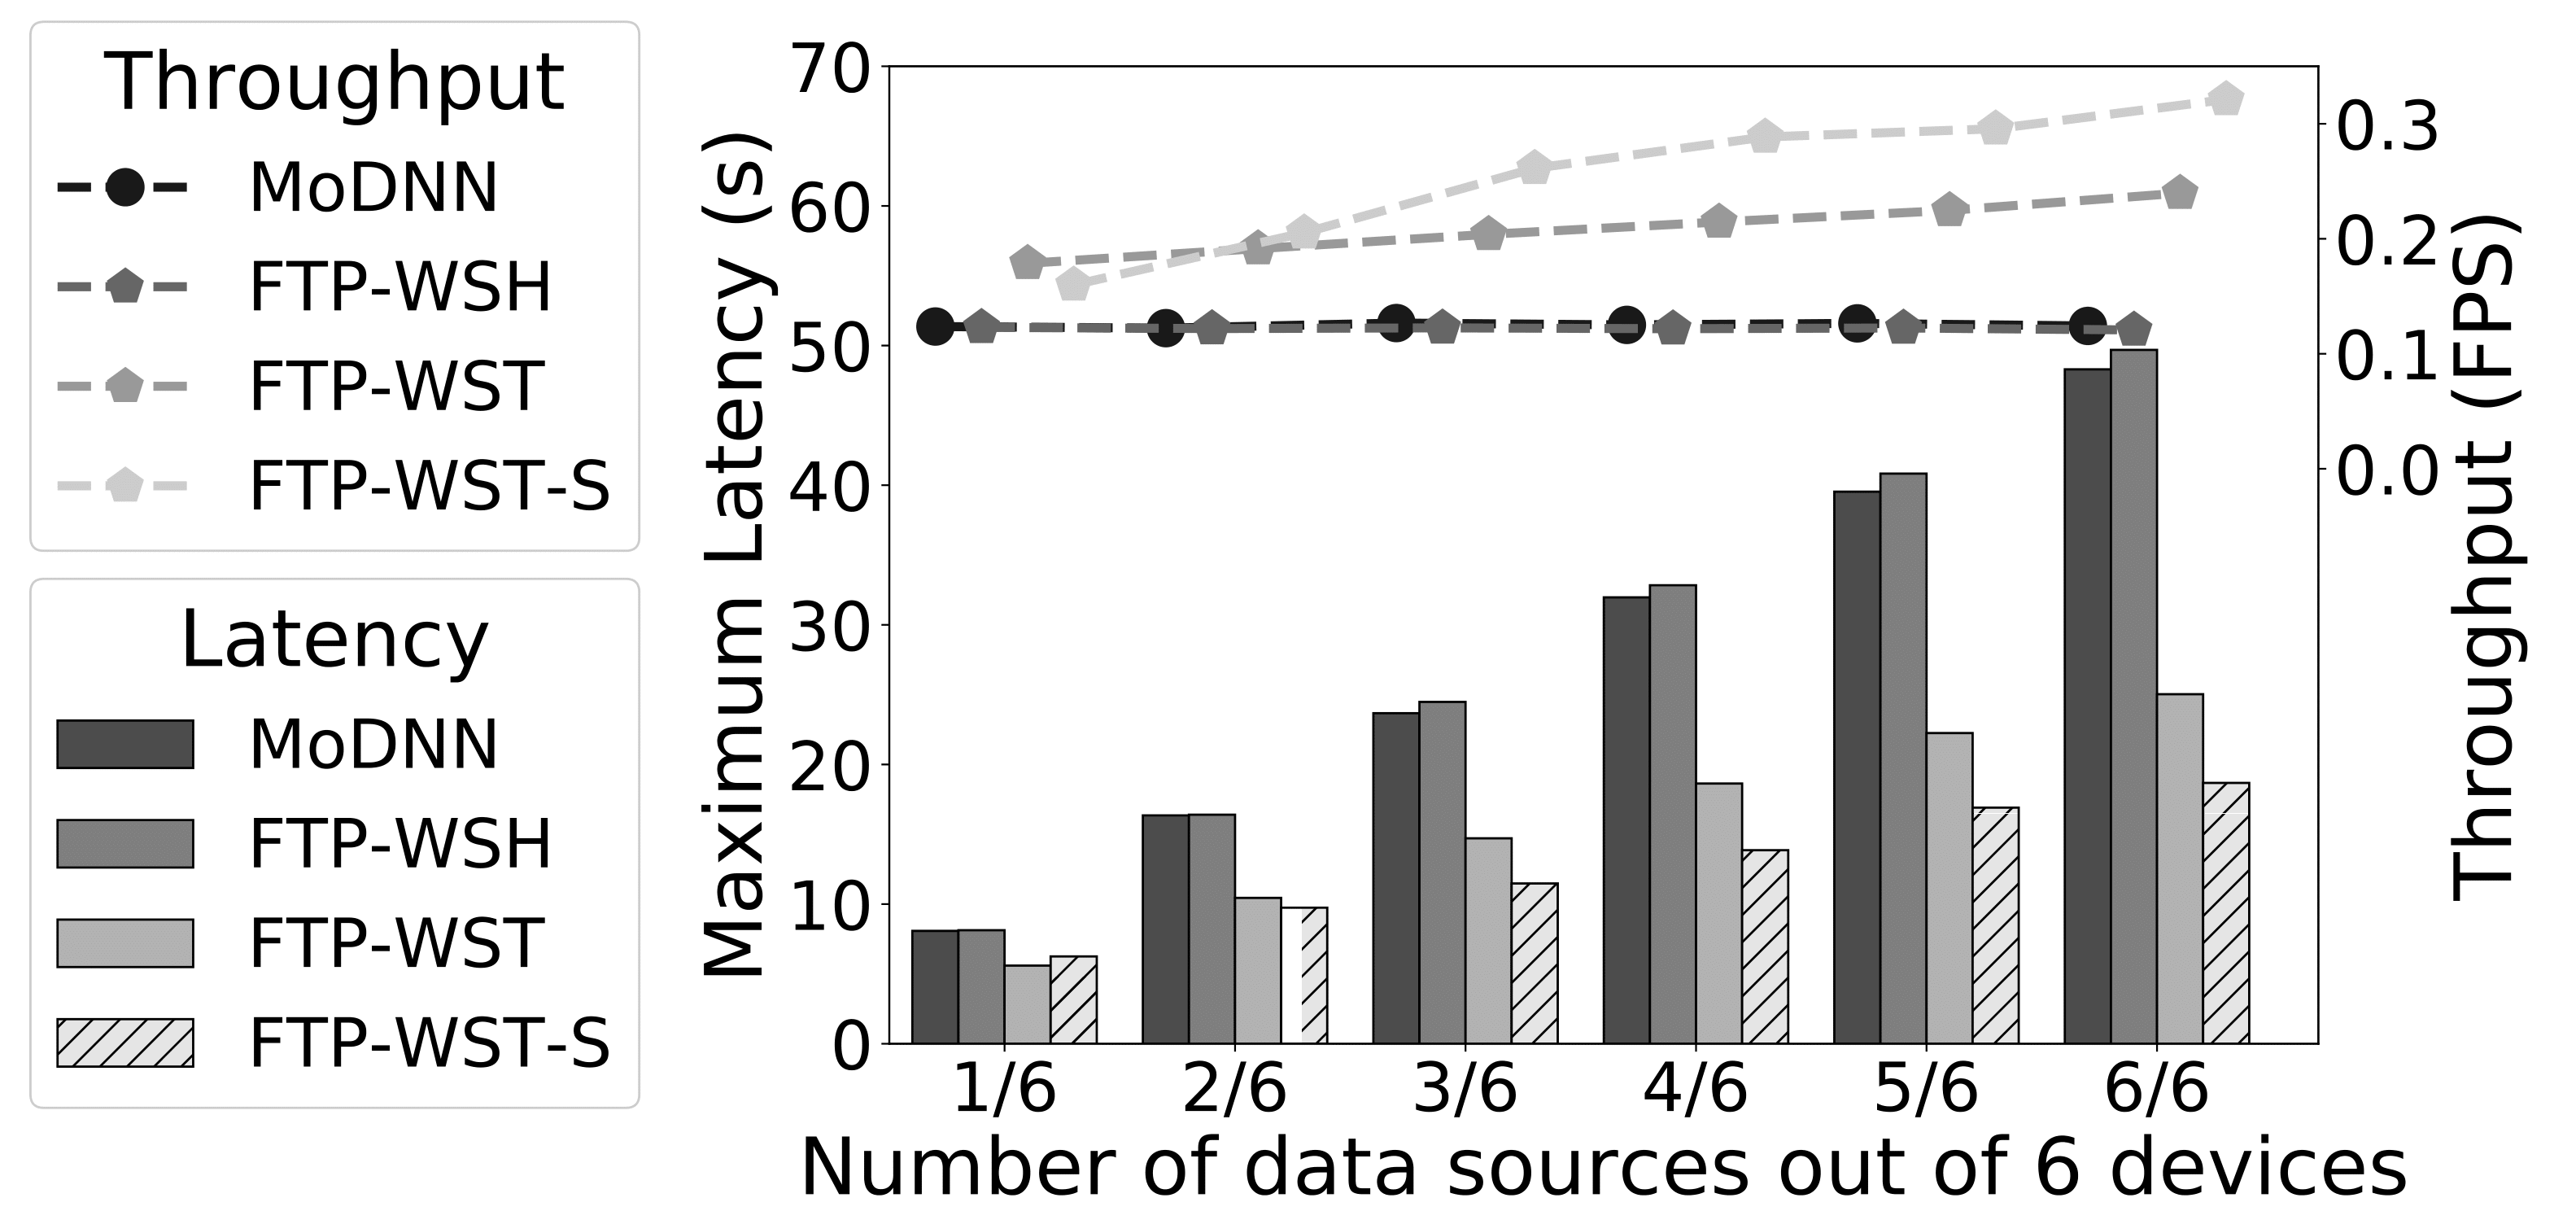 Throughput
MoDNN
FTP-WSH
FTP-WST
FTP-WST-S
Latency
MoDNN
FTP-WSH
FTP-WST
FTP-WST-S
Maximum Latency (s)
70
60
50
40
30
20
10
0
1/6 2/6 3/6 4/6 5/6 6/6
Number of data sources out of 6 devices
0.3
0.2
0.1
0.0
Throughput (FPS)